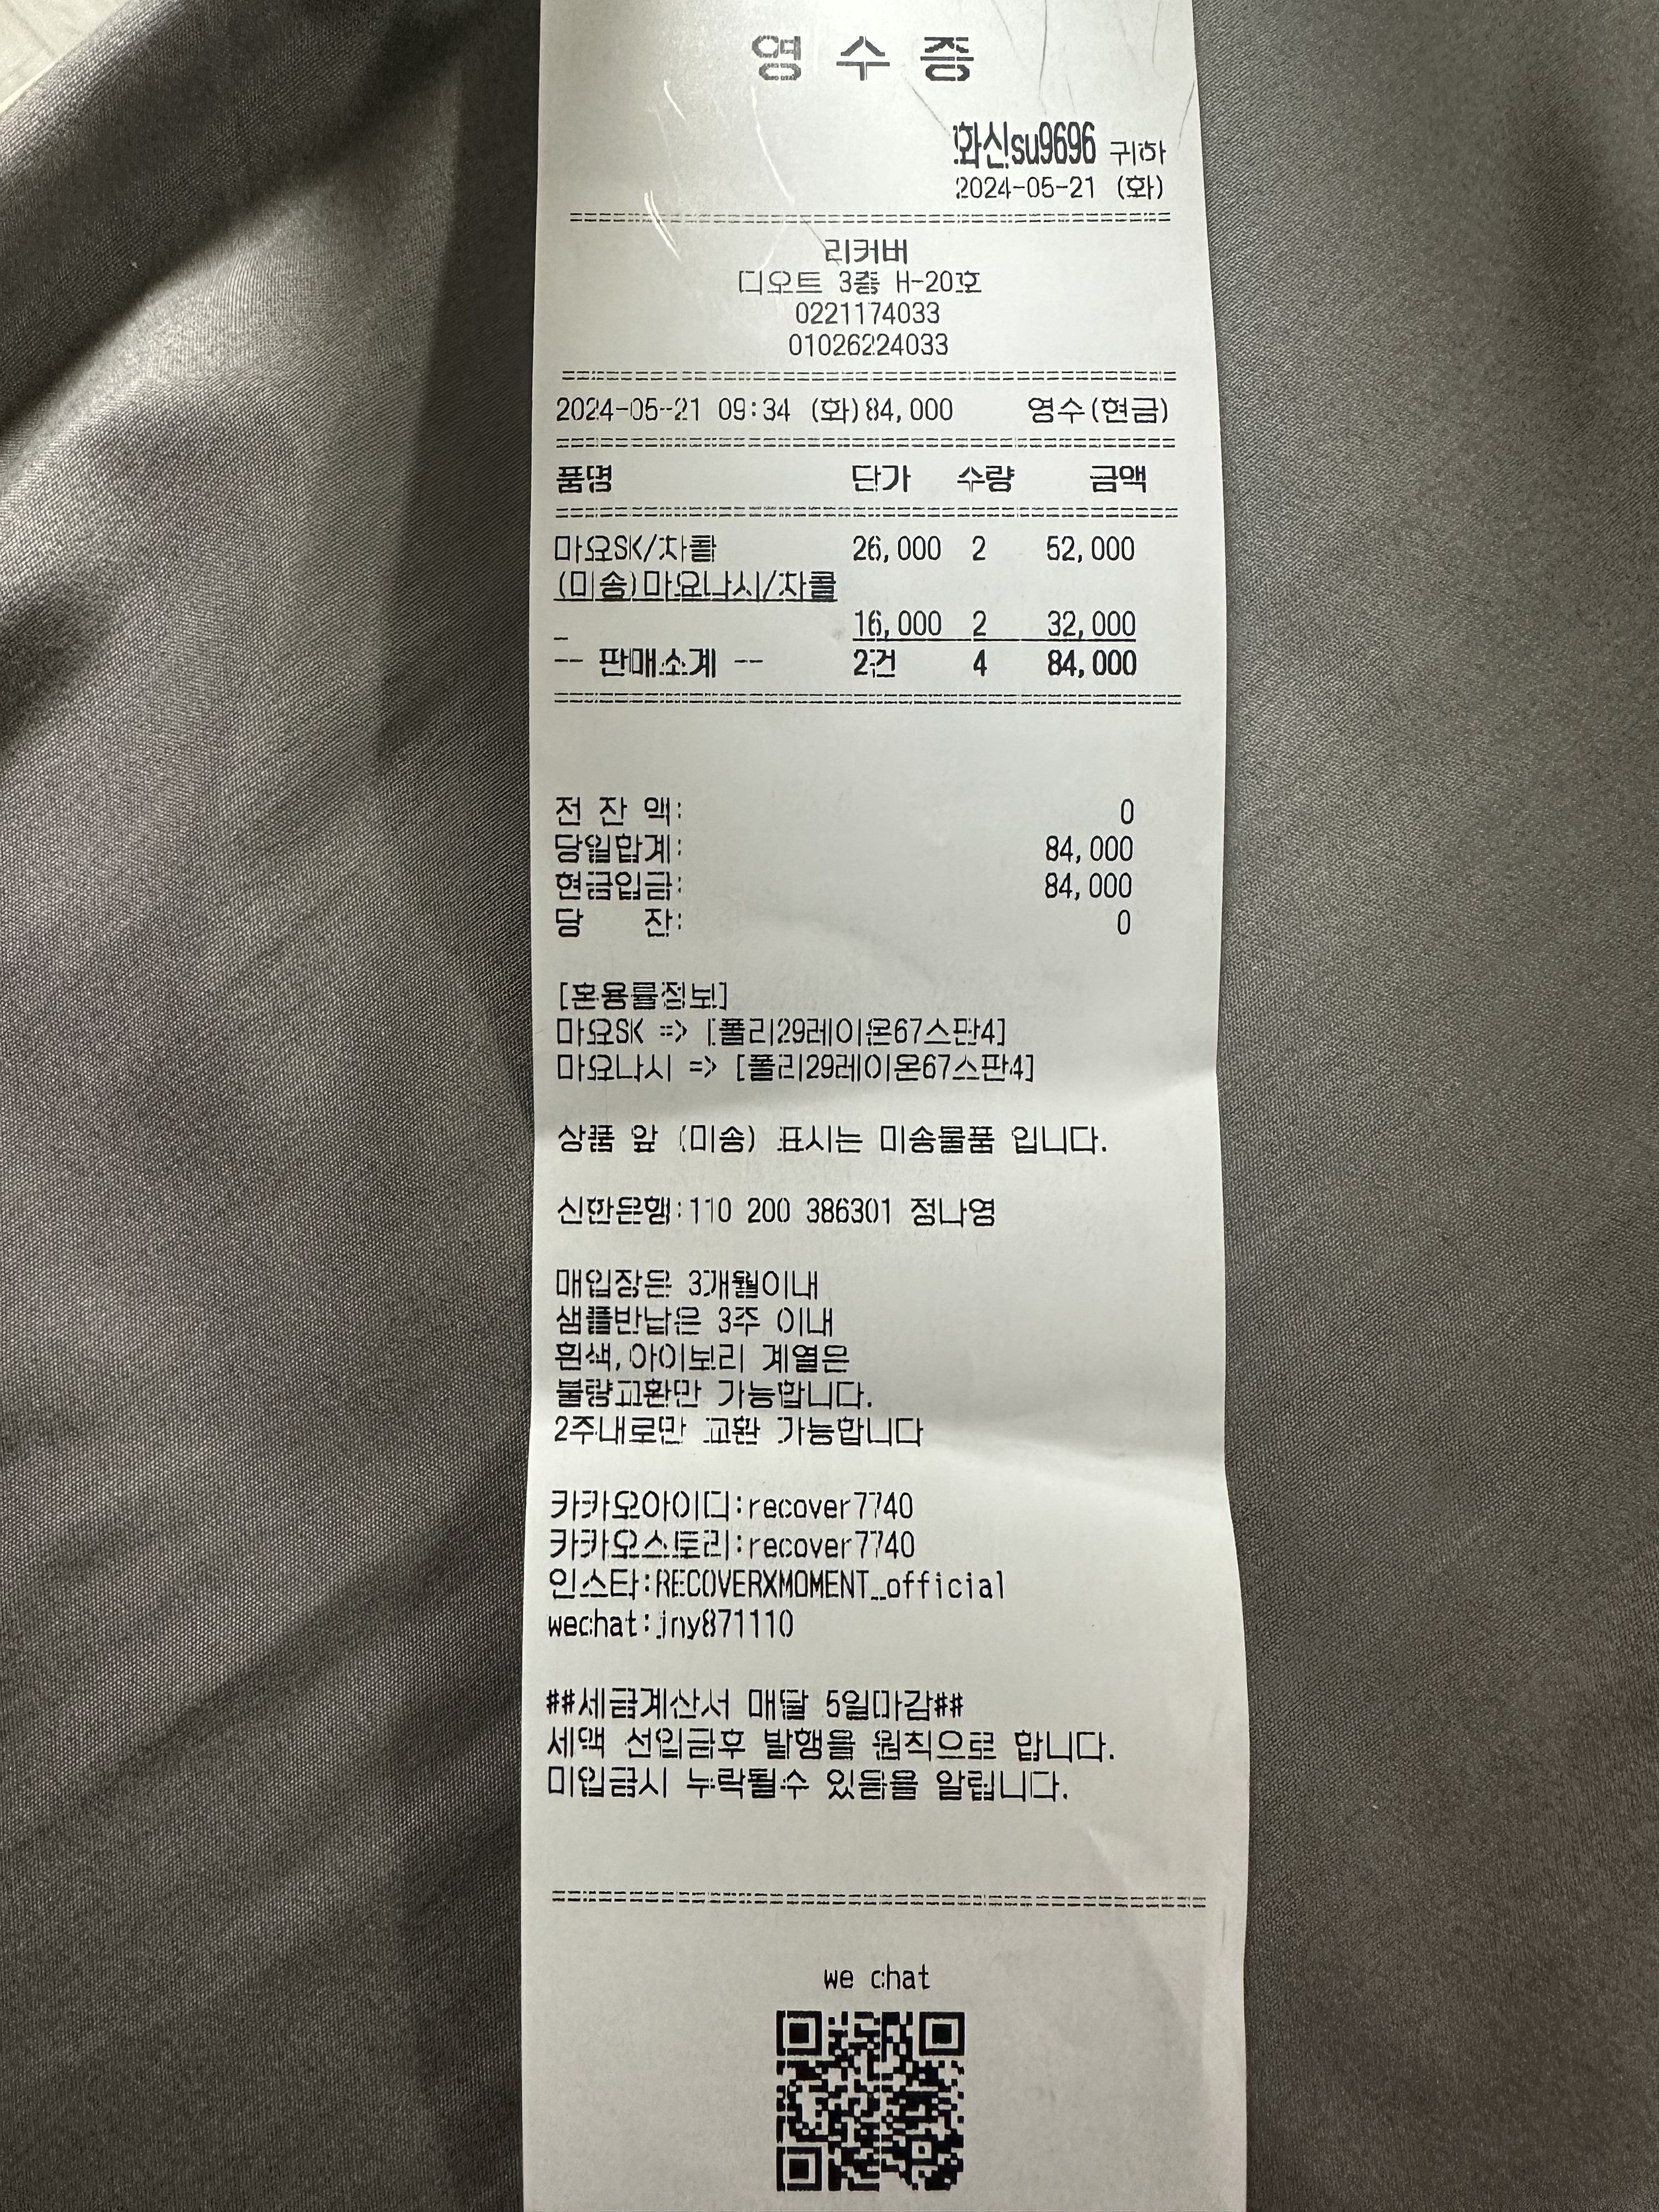 영 수 증
화신su9696 귀하
2024-05-21 (화)
리커버
디오트 3층 H-20호
0221174033
01026224033
2024-05-21 09:34 (화)84,000 영수(현금)
품명 단가 수량 금액
마요SK/차콜 26,000 2 52,000
(미송)마요나시/차콜
16,000 2 32,000
-- 판매소계 -- 2건 4 84,000
전 잔 액: 0
당일합계: 84,000
현금입금: 84,000
당 잔: 0
[혼용률정보]
마요SK => [폴리29레이온67스판4]
마요나시 => [폴리29레이온67스판4]
상품 앞 (미송) 표시는 미송물품 입니다.
신한은행:110 200 386301 정나영
매입장은 3개월이내
샘플반납은 3주 이내
흰색,아이보리 계열은
불량교환만 가능합니다.
2주내로만 교환 가능합니다
카카오아이디:recover7740
카카오스토리:recover7740
인스타:RECOVERXMOMENT_official
wechat:jny871110
##세금계산서 매달 5일마감##
세액 선입금후 발행을 원칙으로 합니다.
미입금시 누락될수 있음을 알립니다.
we chat